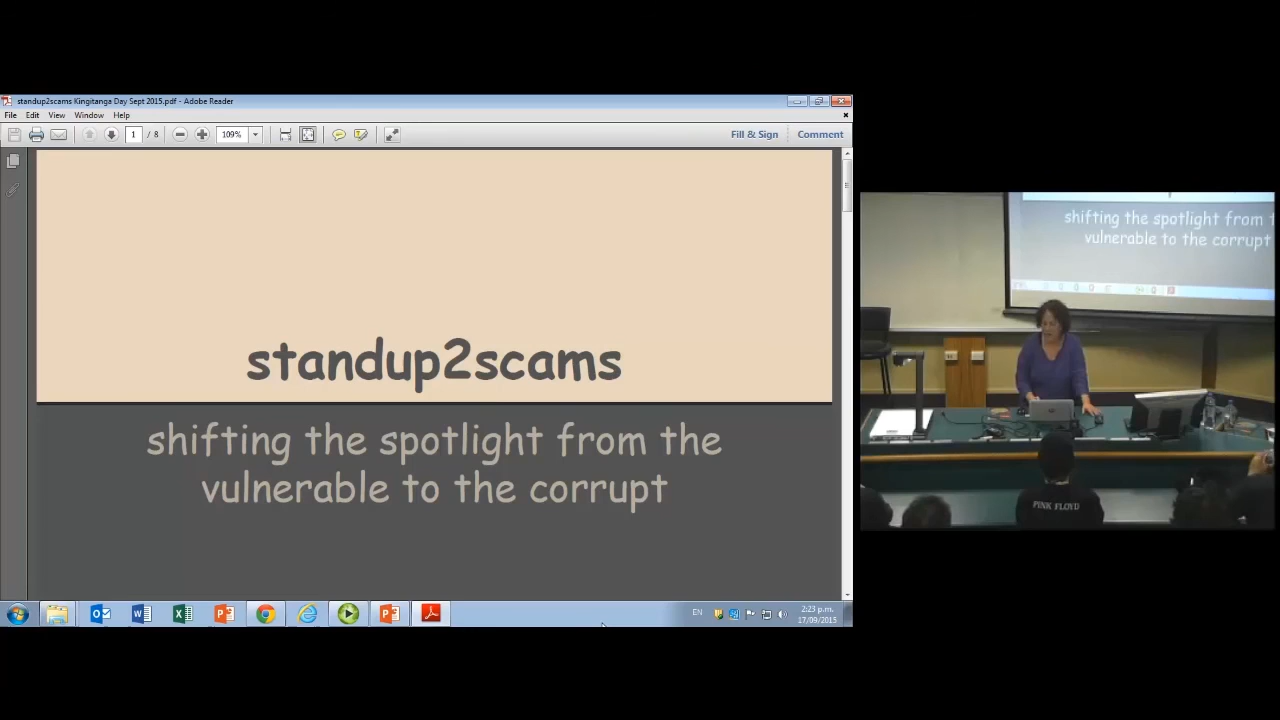 standup2scams Kingitanga Day Sept 2015.pdf - Adobe Reader
File Edit View Window Help
1 / 8 109% Fill & Sign Comment
standup2scams
shifting the spotlight from the
vulnerable to the corrupt
EN 2:23 p.m.
17/09/2015
shifting the spotlight from t
vulnerable to the corrupt
PINK FLOYD